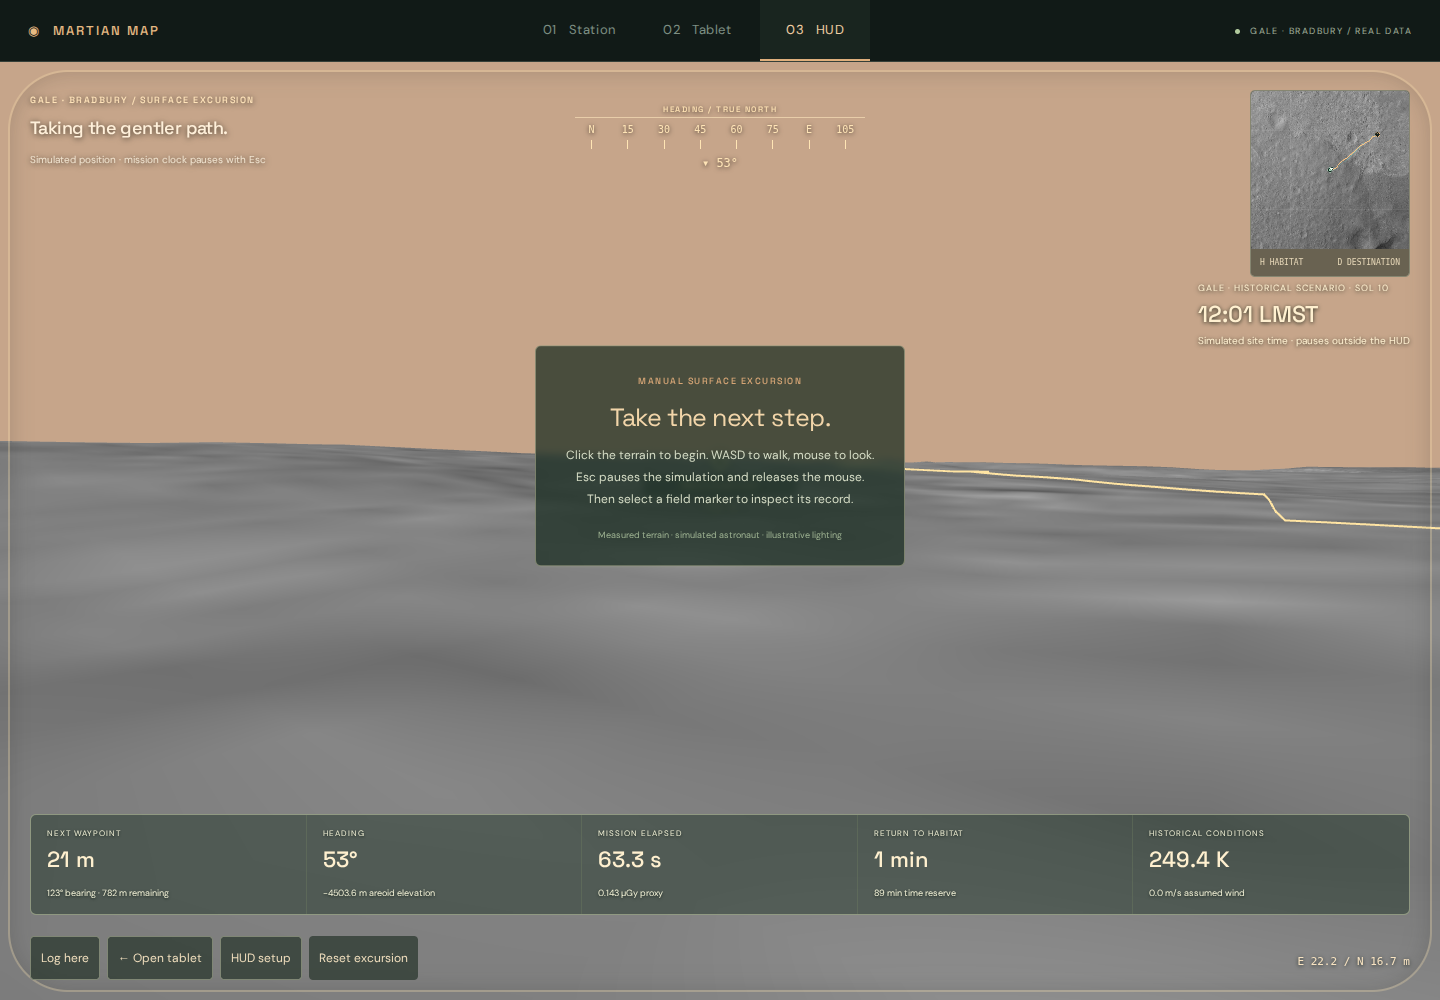 ◉ MARTIAN MAP
01 Station
02 Tablet
03 HUD
● GALE · BRADBURY / REAL DATA
GALE · BRADBURY / SURFACE EXCURSION
Taking the gentler path.
Simulated position · mission clock pauses with Esc
HEADING / TRUE NORTH
N 15 30 45 60 75 E 105
▾ 53°
H HABITAT D DESTINATION
GALE · HISTORICAL SCENARIO · SOL 10
12:01 LMST
Simulated site time · pauses outside the HUD
MANUAL SURFACE EXCURSION
Take the next step.
Click the terrain to begin. WASD to walk, mouse to look.
Esc pauses the simulation and releases the mouse.
Then select a field marker to inspect its record.
Measured terrain · simulated astronaut · illustrative lighting
NEXT WAYPOINT
21 m
123° bearing · 782 m remaining
HEADING
53°
-4503.6 m areoid elevation
MISSION ELAPSED
63.3 s
0.143 µGy proxy
RETURN TO HABITAT
1 min
89 min time reserve
HISTORICAL CONDITIONS
249.4 K
0.0 m/s assumed wind
Log here
← Open tablet
HUD setup
Reset excursion
E 22.2 / N 16.7 m